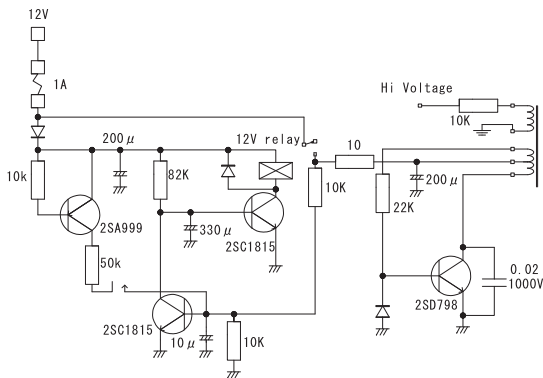 12V
1A
Hi Voltage
10K
200μ
12V relay
10
10k
82K
10K
200μ
22K
2SA999
330μ
2SC1815
50k
0.02
1000V
2SD798
2SC1815
10μ
10K